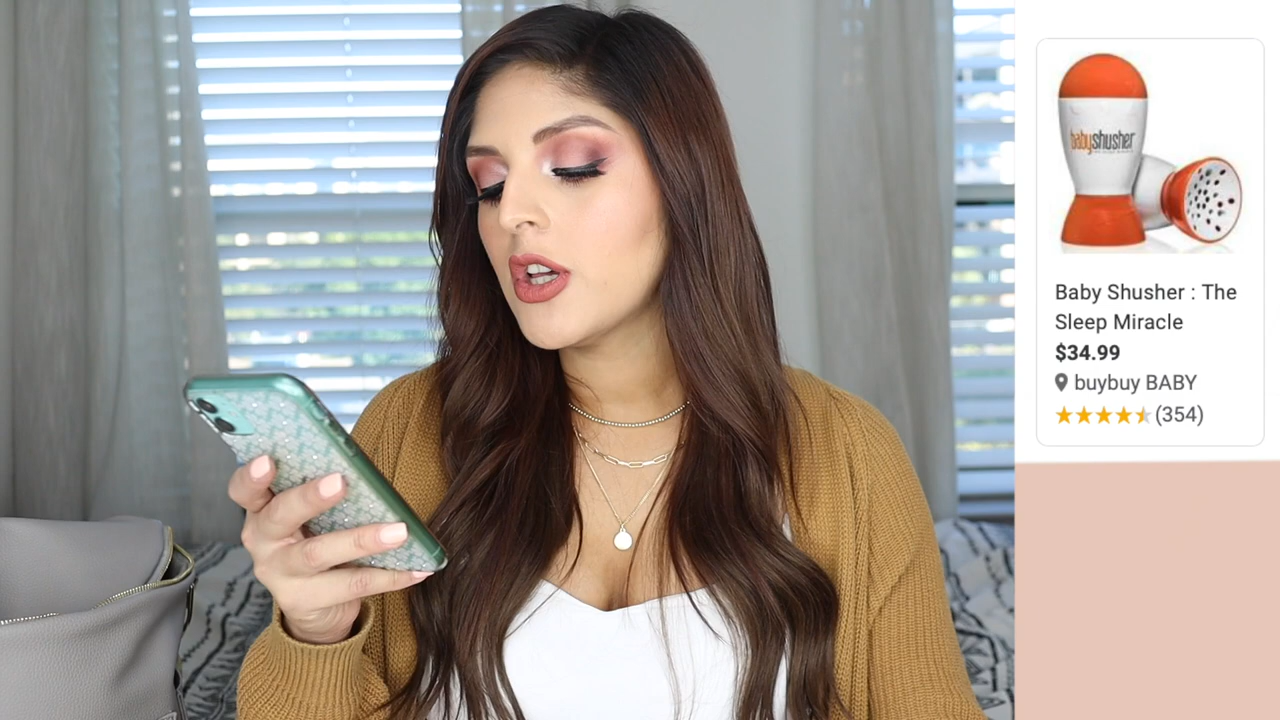 babyshusher
Baby Shusher : The
Sleep Miracle
$34.99
buybuy BABY
(354)